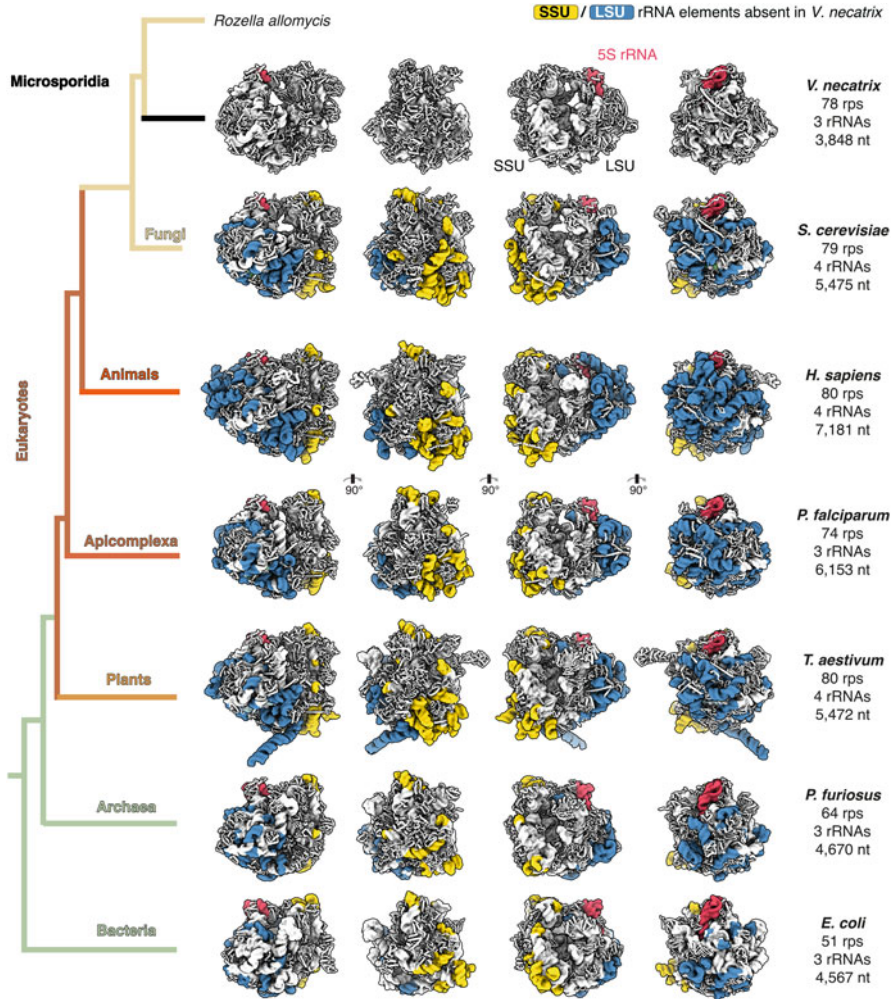 Rozella allomycis
SSU / LSU rRNA elements absent in V. necatrix
Microsporidia
5S rRNA
SSU
LSU
V. necatrix
78 rps
3 rRNAs
3,848 nt
Fungi
S. cerevisiae
79 rps
4 rRNAs
5,475 nt
Eukaryotes
Animals
H. sapiens
80 rps
4 rRNAs
7,181 nt
90°
90°
90°
Apicomplexa
P. falciparum
74 rps
3 rRNAs
6,153 nt
Plants
T. aestivum
80 rps
4 rRNAs
5,472 nt
Archaea
P. furiosus
64 rps
3 rRNAs
4,670 nt
Bacteria
E. coli
51 rps
3 rRNAs
4,567 nt